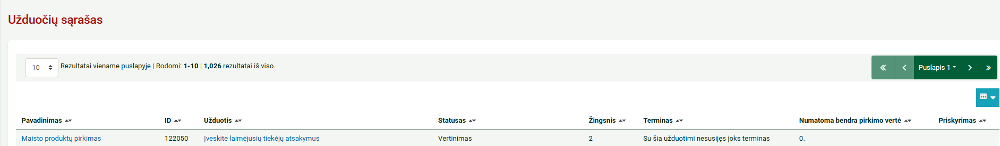 Užduočių sąrašas
10 Rezultatai viename puslapyje | Rodomi: 1-10 | 1,026 rezultatai iš viso.
Puslapis 1
Pavadinimas ID Užduotis Statusas Žingsnis Terminas Numatoma bendra pirkimo vertė Priskyrimas
Maisto produktų pirkimas 122050 Įveskite laimėjusių tiekėjų atsakymus Vertinimas 2 Su šia užduotimi nesusijęs joks terminas 0.